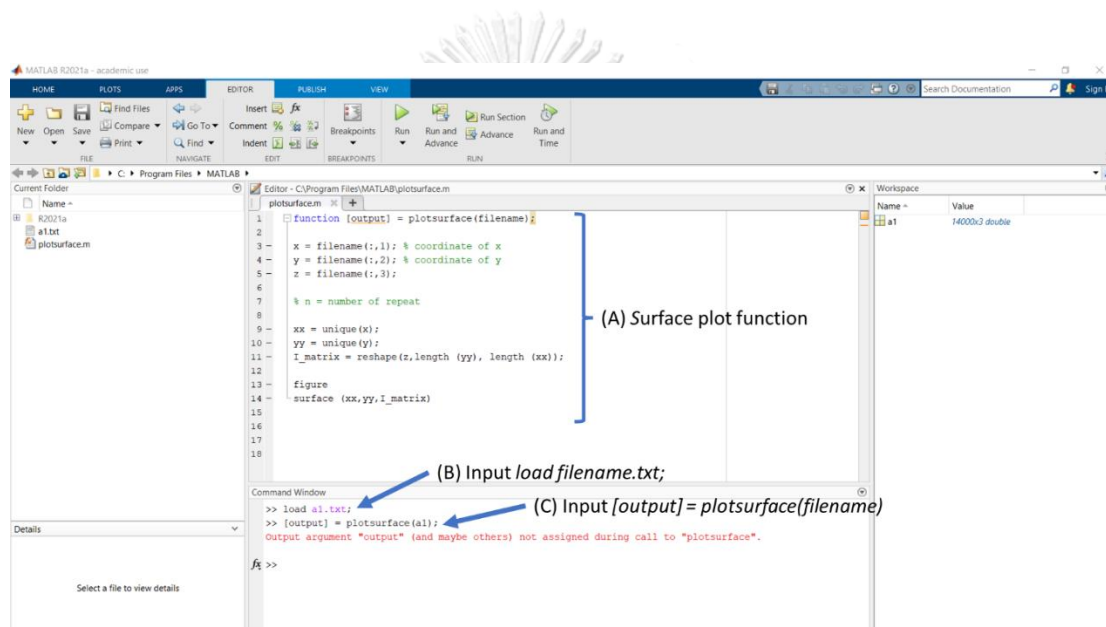 MATLAB R2021a - academic use
HOME PLOTS APPS EDITOR PUBLISH VIEW
Search Documentation
Sign
New Open Save
Find Files
Compare
Print
FILE
Go To
Find
NAVIGATE
Insert fx
Comment %
Indent
EDIT
Breakpoints
BREAKPOINTS
Run
Run and Advance
Run Section
Advance
Run and Time
RUN
C: Program Files MATLAB
Current Folder
Name
R2021a
a1.txt
plotsurface.m
Details
Select a file to view details
Editor - C:\Program Files\MATLAB\plotsurface.m
plotsurface.m
1 function [output] = plotsurface(filename);
2
3 - x = filename(:,1); % coordinate of x
4 - y = filename(:,2); % coordinate of y
5 - z = filename(:,3);
6
7 % n = number of repeat
8
9 - xx = unique(x);
10 - yy = unique(y);
11 - I_matrix = reshape(z,length (yy), length (xx));
12
13 - figure
14 - surface (xx,yy,I_matrix)
15
16
17
18
(A) Surface plot function
(B) Input load filename.txt;
Command Window
>> load a1.txt;
(C) Input [output] = plotsurface(filename)
>> [output] = plotsurface(a1);
Output argument "output" (and maybe others) not assigned during call to "plotsurface".
fx >>
Workspace
Name Value
a1 14000x3 double